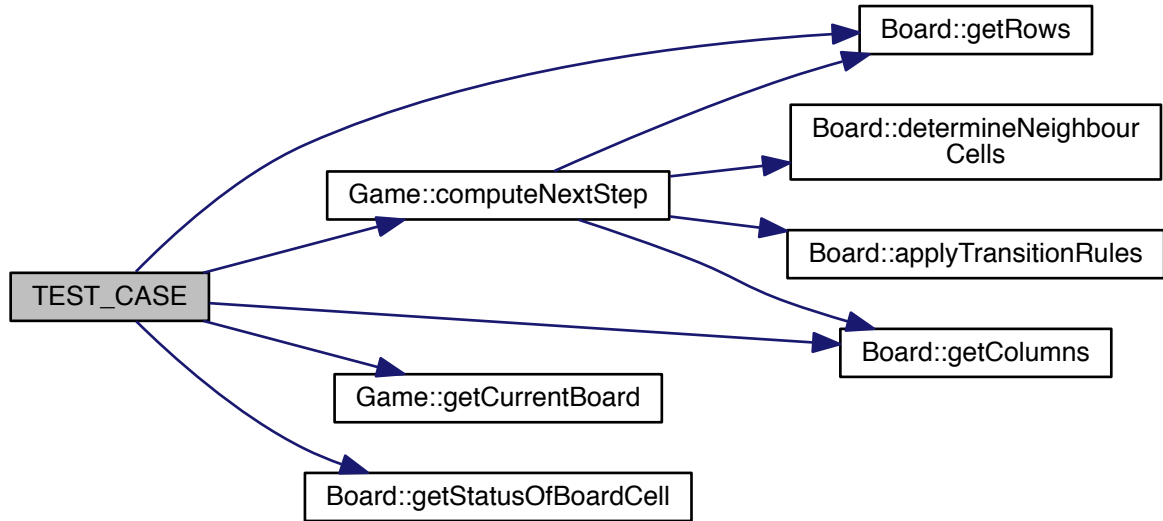 Board::getRows
Board::determineNeighbour
Cells
Game::computeNextStep
Board::applyTransitionRules
TEST_CASE
Board::getColumns
Game::getCurrentBoard
Board::getStatusOfBoardCell